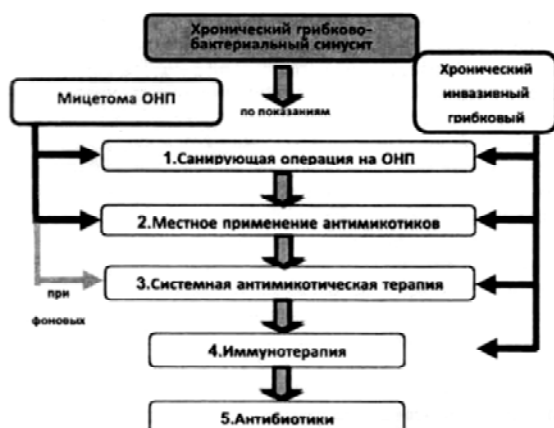 Хронический грибково-
бактериальный синусит
Хронический
инвазивный
грибковый
Мицетома ОНП
по показаниям
1.Санирующая операция на ОНП
2.Местное применение антимикотиков
3.Системная антимикотическая терапия
при
фоновых
4.Иммунотерапия
5.Антибиотики